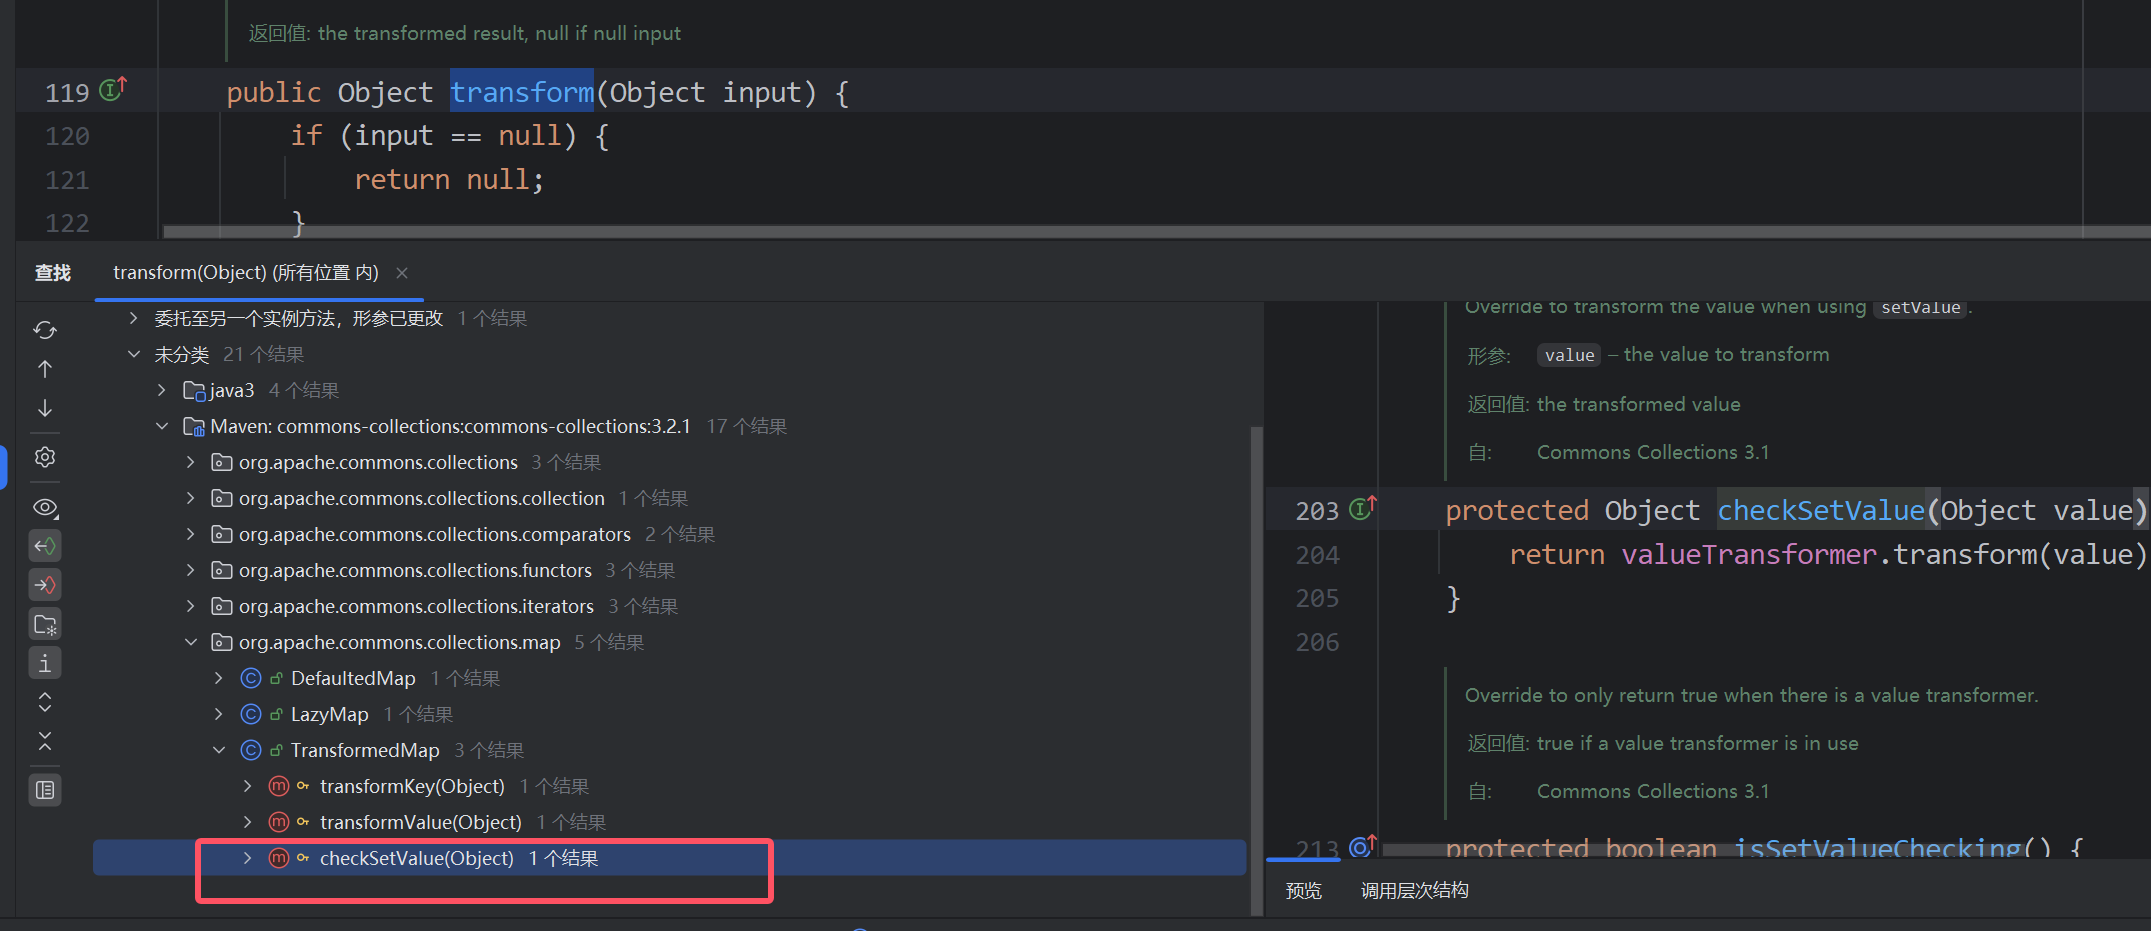 返回值: the transformed result, null if null input
119 public Object transform(Object input) {
120 if (input == null) {
121 return null;
122 }
查找 transform(Object) (所有位置 内)
委托至另一个实例方法，形参已更改 1 个结果
未分类 21 个结果
java3 4 个结果
Maven: commons-collections:commons-collections:3.2.1 17 个结果
org.apache.commons.collections 3 个结果
org.apache.commons.collections.collection 1 个结果
org.apache.commons.collections.comparators 2 个结果
org.apache.commons.collections.functors 3 个结果
org.apache.commons.collections.iterators 3 个结果
org.apache.commons.collections.map 5 个结果
DefaultedMap 1 个结果
LazyMap 1 个结果
TransformedMap 3 个结果
transformKey(Object) 1 个结果
transformValue(Object) 1 个结果
checkSetValue(Object) 1 个结果
Override to transform the value when using setValue.
形参: value – the value to transform
返回值: the transformed value
自: Commons Collections 3.1
203 protected Object checkSetValue(Object value)
204 return valueTransformer.transform(value)
205 }
206
Override to only return true when there is a value transformer.
返回值: true if a value transformer is in use
自: Commons Collections 3.1
213 protected boolean isSetValueChecking() {
预览 调用层次结构